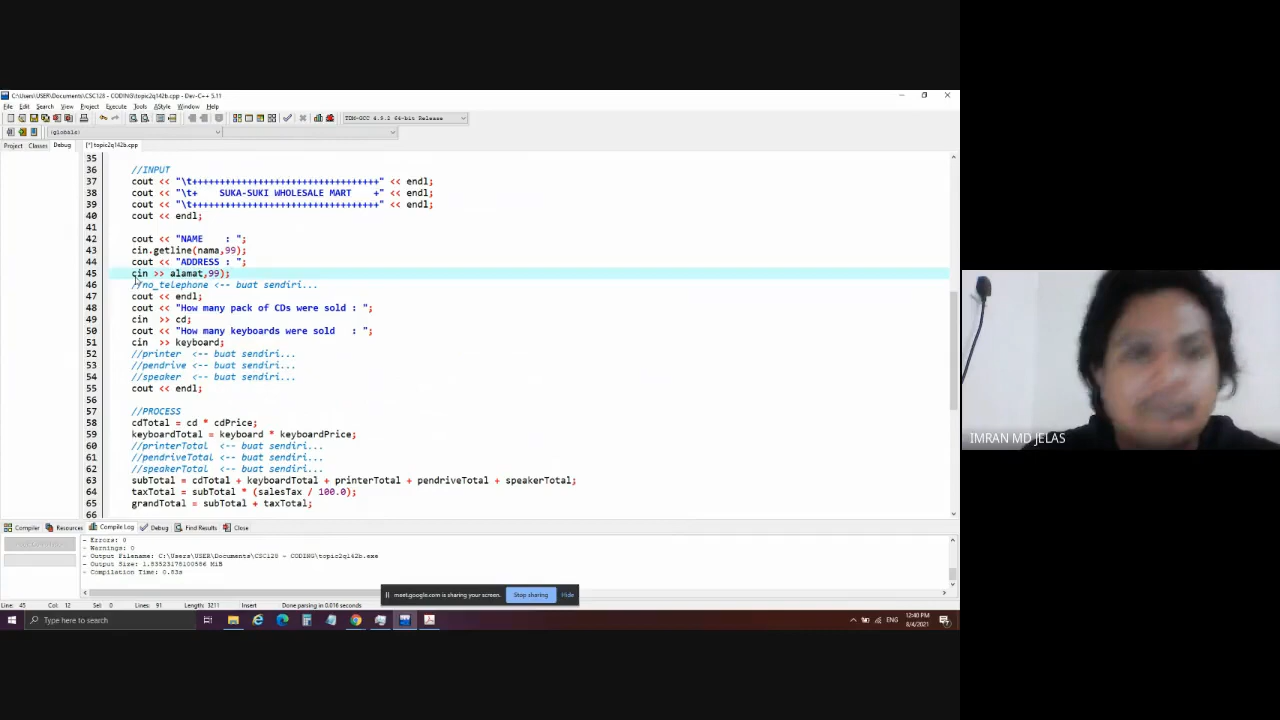 C:\Users\USER\Documents\CSC128 - CODING\topic2q142b.cpp - Dev-C++ 5.11
File Edit Search View Project Execute Tools AStyle Window Help
TDM-GCC 4.9.2 64-bit Release
(globals)
Project Classes Debug [*] topic2q142b.cpp
35
36 //INPUT
37 cout << "\t++++++++++++++++++++++++++++++++++" << endl;
38 cout << "\t+ SUKA-SUKI WHOLESALE MART +" << endl;
39 cout << "\t++++++++++++++++++++++++++++++++++" << endl;
40 cout << endl;
41
42 cout << "NAME : ";
43 cin.getline(nama,99);
44 cout << "ADDRESS : ";
45 cin >> alamat,99);
46 //no_telephone <-- buat sendiri...
47 cout << endl;
48 cout << "How many pack of CDs were sold : ";
49 cin >> cd;
50 cout << "How many keyboards were sold : ";
51 cin >> keyboard;
52 //printer <-- buat sendiri...
53 //pendrive <-- buat sendiri...
54 //speaker <-- buat sendiri...
55 cout << endl;
56
57 //PROCESS
58 cdTotal = cd * cdPrice;
59 keyboardTotal = keyboard * keyboardPrice;
60 //printerTotal <-- buat sendiri...
61 //pendriveTotal <-- buat sendiri...
62 //speakerTotal <-- buat sendiri...
63 subTotal = cdTotal + keyboardTotal + printerTotal + pendriveTotal + speakerTotal;
64 taxTotal = subTotal * (salesTax / 100.0);
65 grandTotal = subTotal + taxTotal;
66
Compiler Resources Compile Log Debug Find Results Close
- Errors: 0
- Warnings: 0
- Output Filename: C:\Users\USER\Documents\CSC128 - CODING\topic2q142b.exe
- Output Size: 1.83523178100586 MiB
- Compilation Time: 0.83s
meet.google.com is sharing your screen. Stop sharing Hide
Line: 45 Col: 12 Sel: 0 Lines: 91 Length: 3211 Insert Done parsing in 0.016 seconds
Type here to search
ENG
12:40 PM
8/4/2021
IMRAN MD JELAS